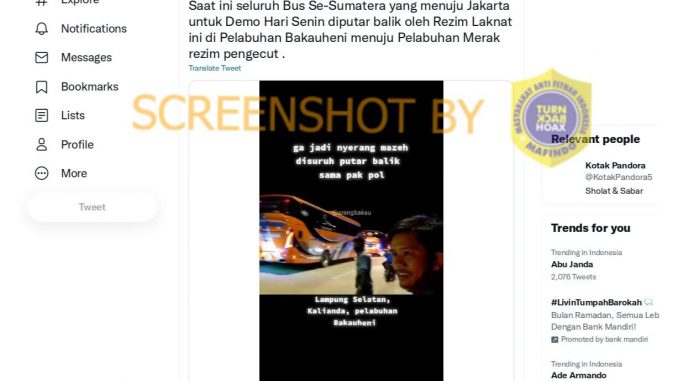 Explore
Notifications
Messages
Bookmarks
Lists
Profile
More
Tweet
Saat ini seluruh Bus Se-Sumatera yang menuju Jakarta
untuk Demo Hari Senin diputar balik oleh Rezim Laknat
ini di Pelabuhan Bakauheni menuju Pelabuhan Merak
rezim pengecut .
Translate Tweet
SCREENSHOT BY
MASYARAKAT ANTI FITNAH INDONESIA
TURN
BACK
HOAX
MAFINDO
ga jadi nyerang mazeh
disuruh putar balik
sama pak pol
Lampung Selatan,
Kalianda, pelabuhan
Bakauheni
Relevant people
Kotak Pandora
@KotakPandora5
Sholat & Sabar
Trends for you
Trending in Indonesia
Abu Janda
2,076 Tweets
#LivinTumpahBarokah
Bulan Ramadan, Semua Leb
Dengan Bank Mandiri!
Promoted by bank mandiri
Trending in Indonesia
Ade Armando